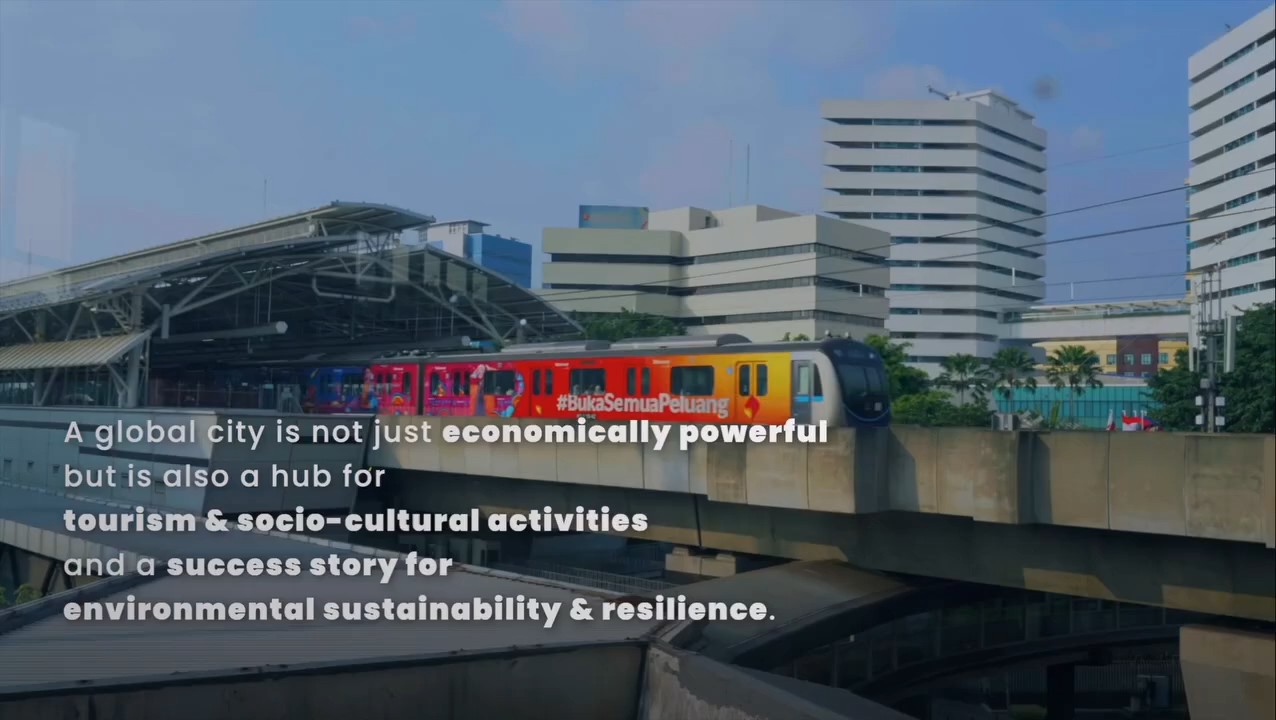 #BukaSemuaPeluang
A global city is not just economically powerful
but is also a hub for
tourism & socio-cultural activities
and a success story for
environmental sustainability & resilience.